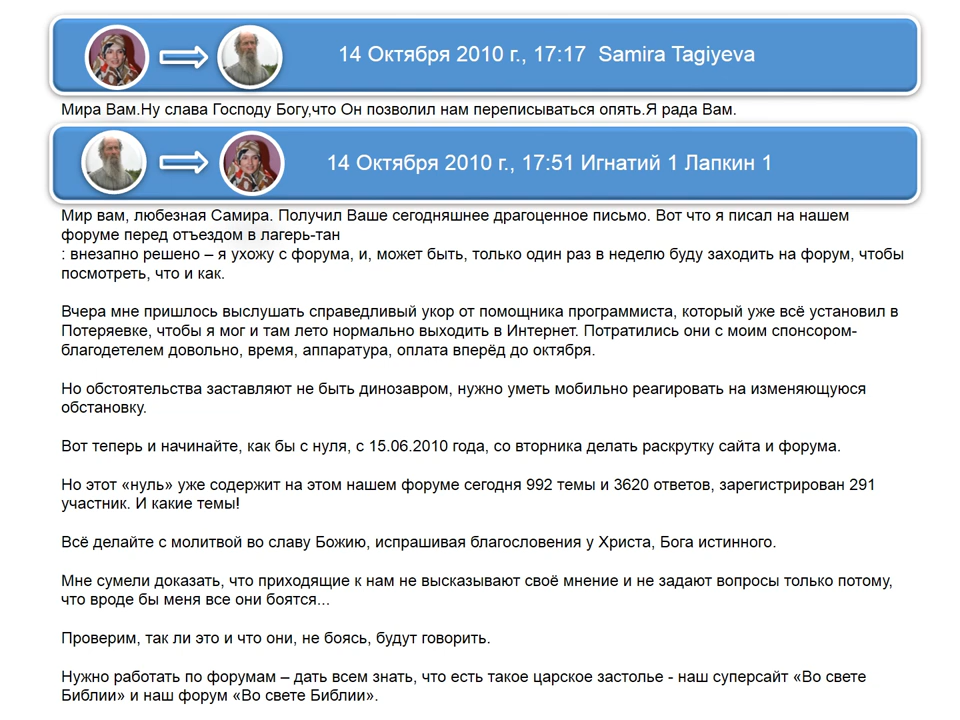 14 Октября 2010 г., 17:17 Samira Tagiyeva
Мира Вам.Ну слава Господу Богу,что Он позволил нам переписываться опять.Я рада Вам.
14 Октября 2010 г., 17:51 Игнатий 1 Лапкин 1
Мир вам, любезная Самира. Получил Ваше сегодняшнее драгоценное письмо. Вот что я писал на нашем
форуме перед отъездом в лагерь-тан
: внезапно решено – я ухожу с форума, и, может быть, только один раз в неделю буду заходить на форум, чтобы
посмотреть, что и как.
Вчера мне пришлось выслушать справедливый укор от помощника программиста, который уже всё установил в
Потеряевке, чтобы я мог и там лето нормально выходить в Интернет. Потратились они с моим спонсором-
благодетелем довольно, время, аппаратура, оплата вперёд до октября.
Но обстоятельства заставляют не быть динозавром, нужно уметь мобильно реагировать на изменяющуюся
обстановку.
Вот теперь и начинайте, как бы с нуля, с 15.06.2010 года, со вторника делать раскрутку сайта и форума.
Но этот «нуль» уже содержит на этом нашем форуме сегодня 992 темы и 3620 ответов, зарегистрирован 291
участник. И какие темы!
Всё делайте с молитвой во славу Божию, испрашивая благословения у Христа, Бога истинного.
Мне сумели доказать, что приходящие к нам не высказывают своё мнение и не задают вопросы только потому,
что вроде бы меня все они боятся...
Проверим, так ли это и что они, не боясь, будут говорить.
Нужно работать по форумам – дать всем знать, что есть такое царское застолье - наш суперсайт «Во свете
Библии» и наш форум «Во свете Библии».